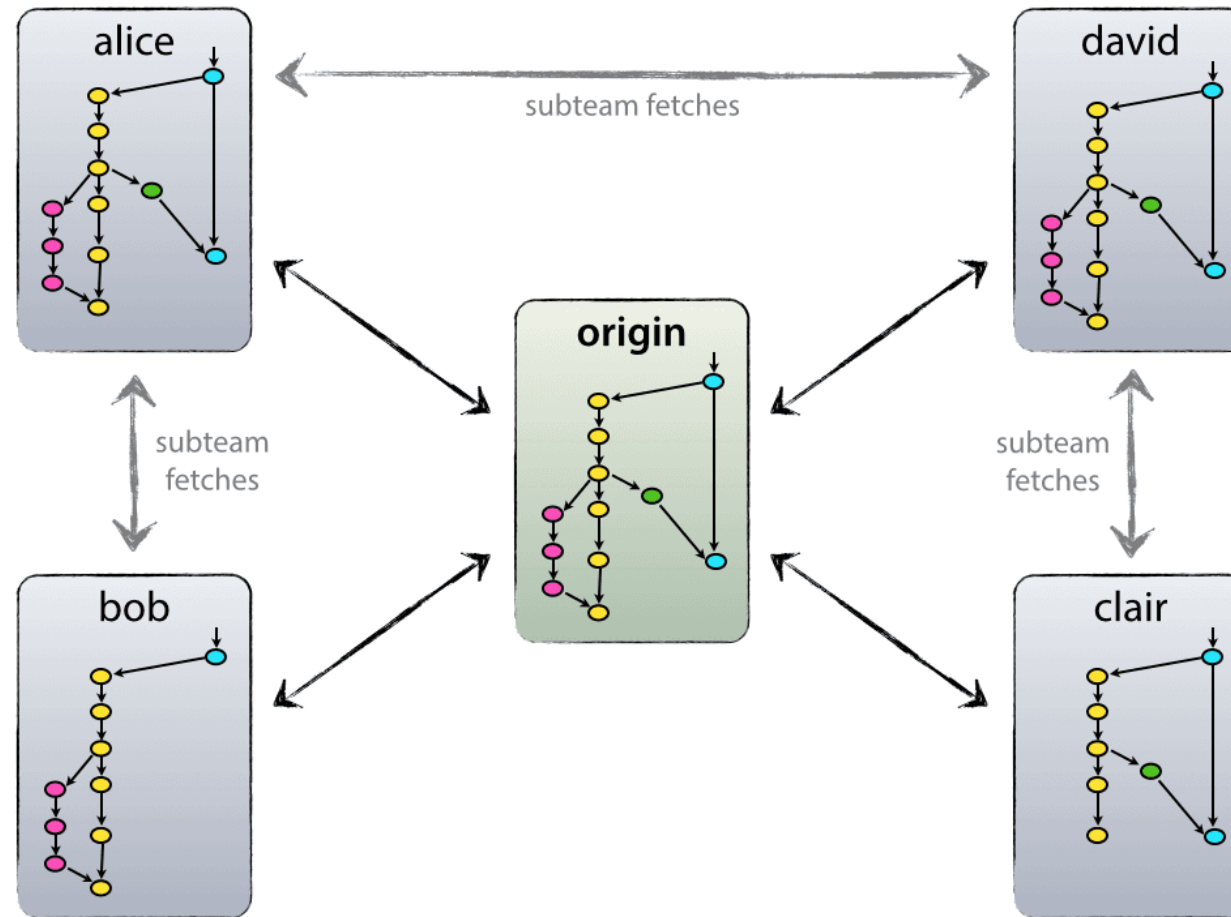 alice
david
subteam fetches
origin
subteam
fetches
subteam
fetches
bob
clair